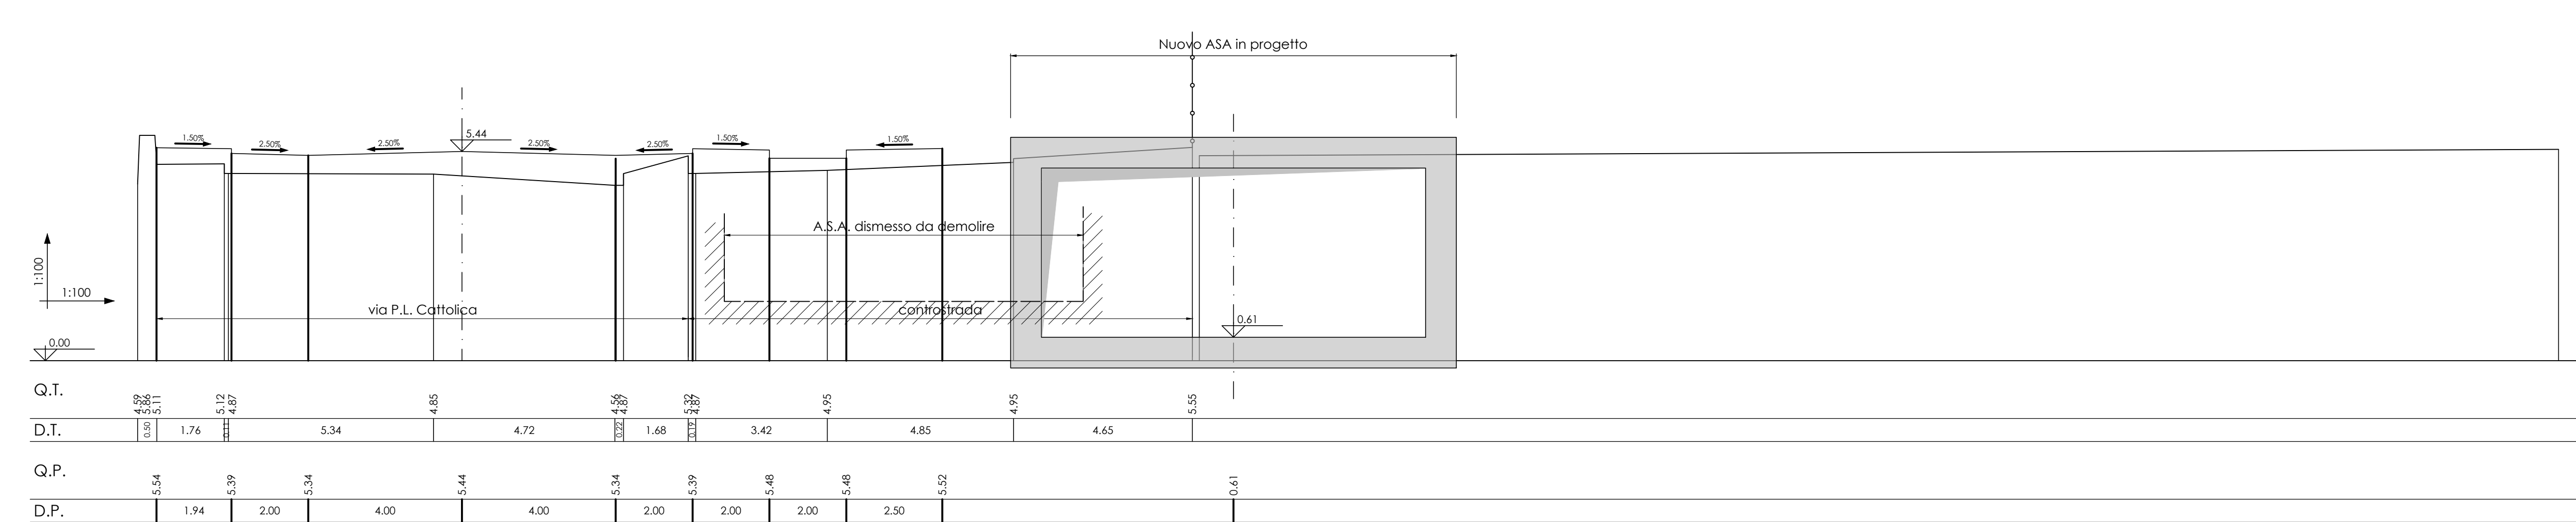 Nuovo ASA in progetto
1.50% 2.50% 2.50% 5.44 2.50% 2.50% 1.50% 1.50%
A.S.A. dismesso da demolire
1:100
1:100
via P.L. Cattolica controstrada
0.61
0.00
Q.T. 4.59 5.86 5.11 5.12 4.87 4.85 4.56 4.87 5.32 4.87 4.95 4.95 5.55
D.T. 0.50 1.76 0.11 5.34 4.72 0.22 1.68 0.19 3.42 4.85 4.65
Q.P. 5.54 5.39 5.34 5.44 5.34 5.39 5.48 5.48 5.52 0.61
D.P. 1.94 2.00 4.00 4.00 2.00 2.00 2.00 2.50